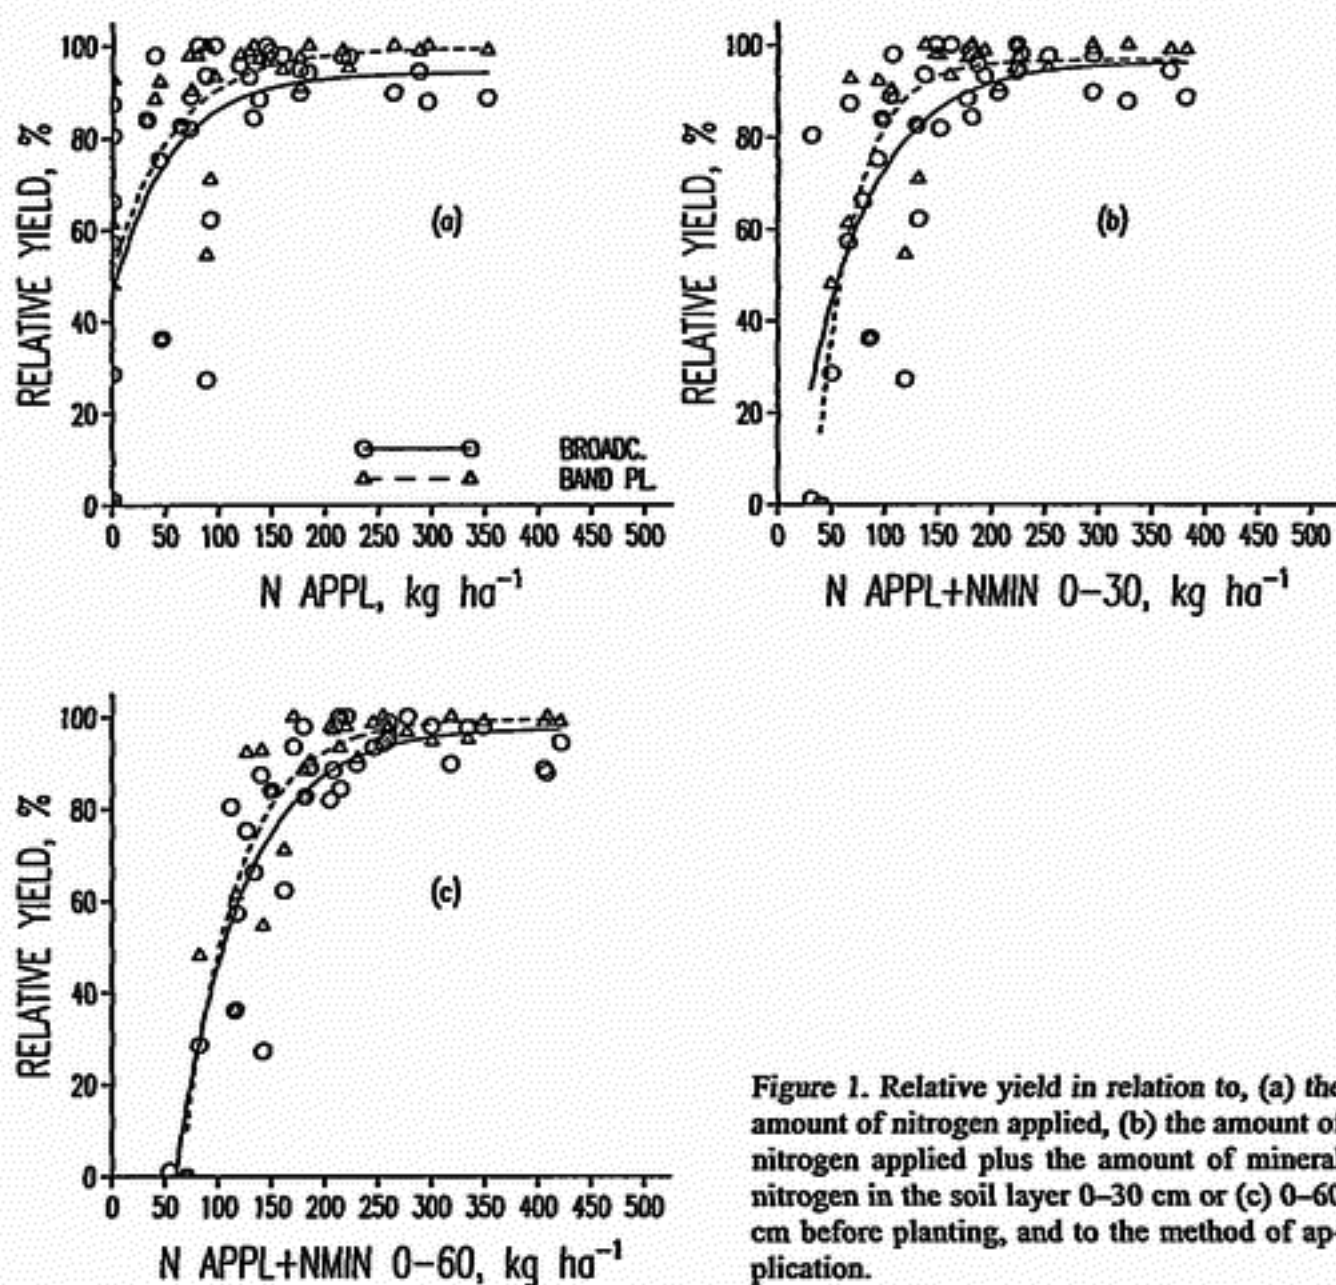 100
80
60
40
20
0
RELATIVE YIELD, %
(a)
BROADC.
BAND PL.
0 50 100 150 200 250 300 350 400 450 500
N APPL, kg ha⁻¹
100
80
60
40
20
0
RELATIVE YIELD, %
(b)
0 50 100 150 200 250 300 350 400 450 500
N APPL+NMIN 0–30, kg ha⁻¹
100
80
60
40
20
0
RELATIVE YIELD, %
(c)
0 50 100 150 200 250 300 350 400 450 500
N APPL+NMIN 0–60, kg ha⁻¹
Figure 1. Relative yield in relation to, (a) the
amount of nitrogen applied, (b) the amount of
nitrogen applied plus the amount of mineral
nitrogen in the soil layer 0–30 cm or (c) 0–60
cm before planting, and to the method of ap-
plication.